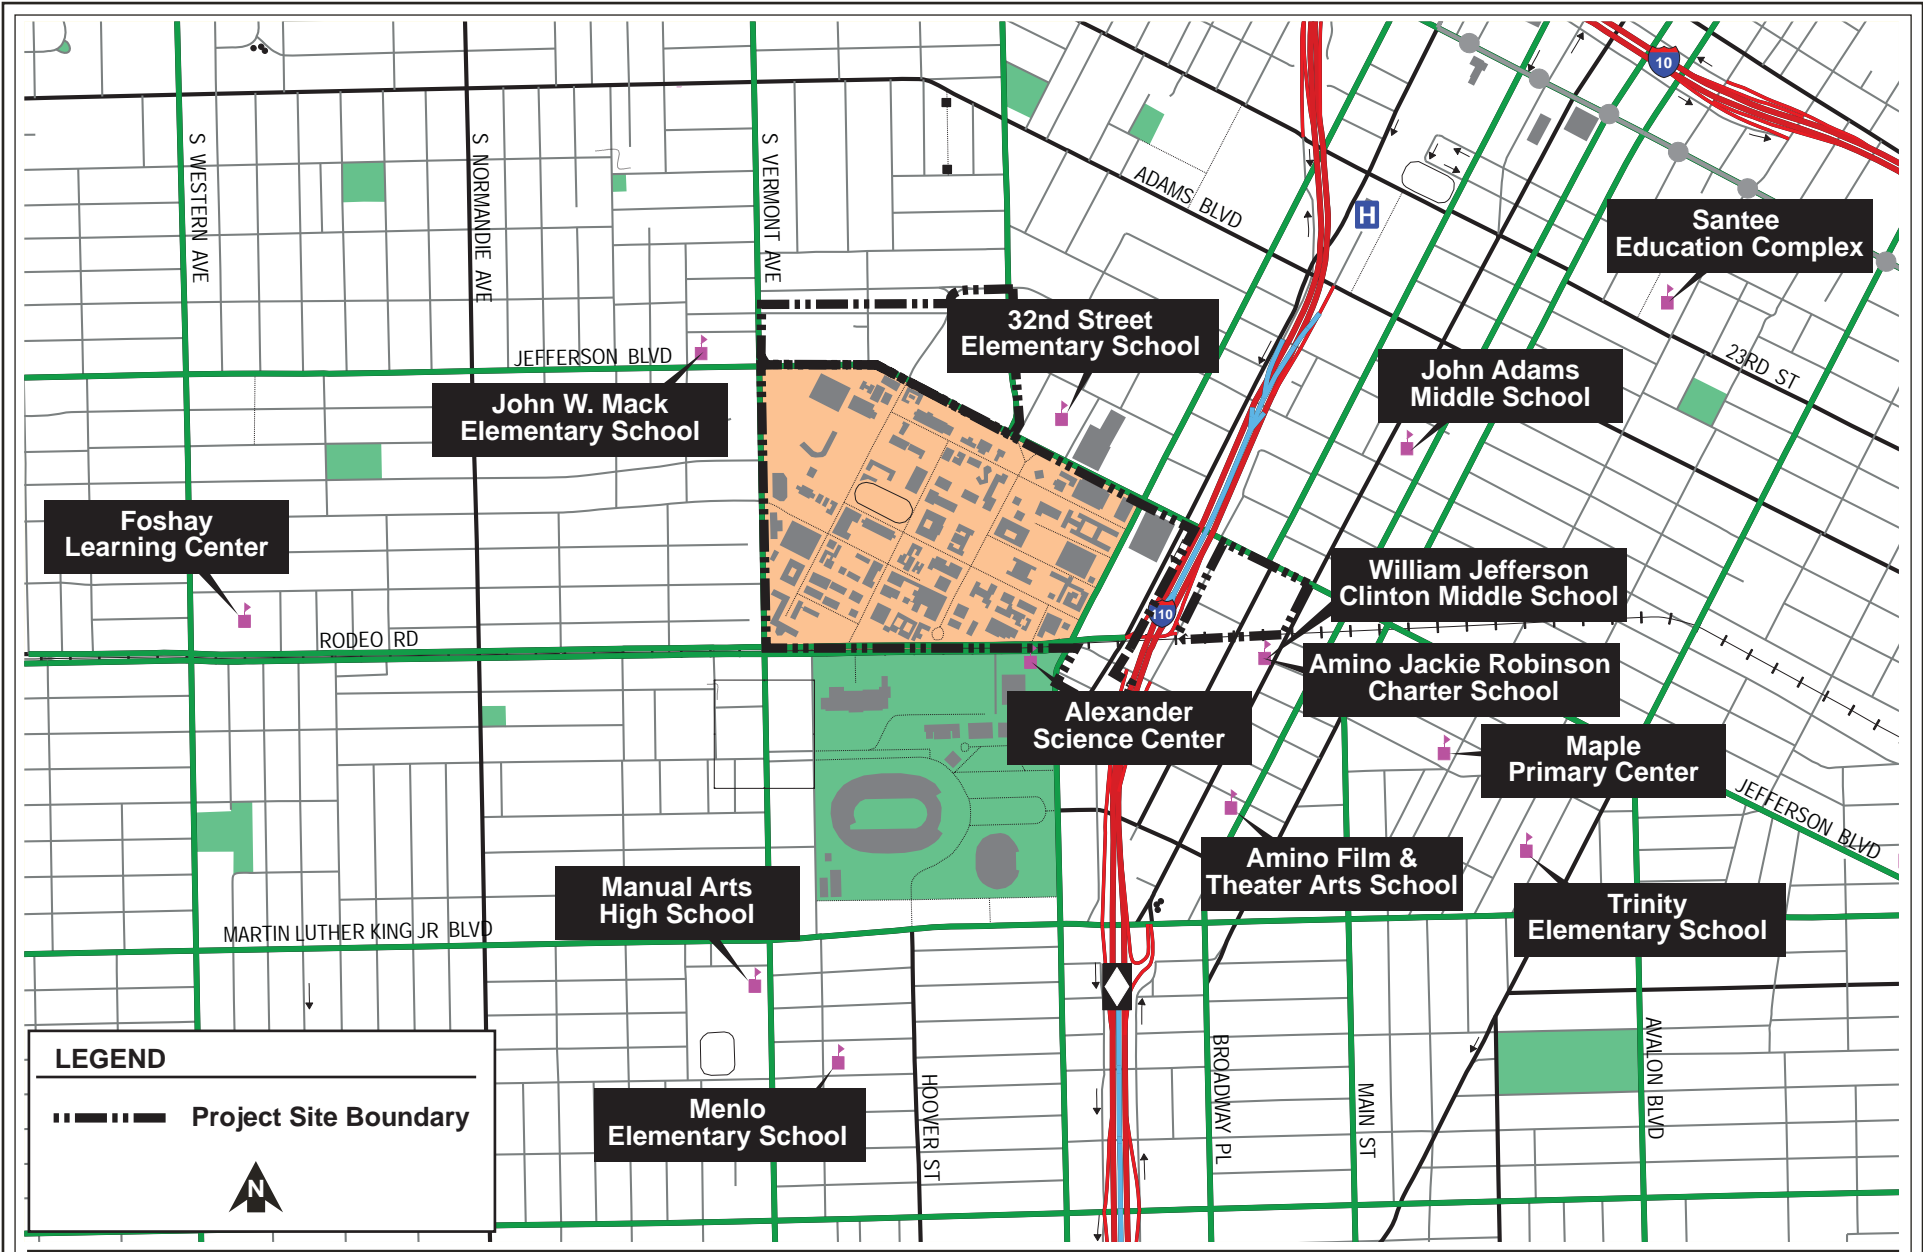 10
S WESTERN AVE
S NORMANDIE AVE
S VERMONT AVE
ADAMS BLVD
H
Santee
Education Complex
32nd Street
Elementary School
JEFFERSON BLVD
23RD ST
John Adams
Middle School
John W. Mack
Elementary School
Foshay
Learning Center
William Jefferson
Clinton Middle School
110
RODEO RD
Amino Jackie Robinson
Charter School
Alexander
Science Center
Maple
Primary Center
JEFFERSON BLVD
Amino Film &
Theater Arts School
Manual Arts
High School
Trinity
Elementary School
MARTIN LUTHER KING JR BLVD
LEGEND
Project Site Boundary
N
Menlo
Elementary School
HOOVER ST
BROADWAY PL
MAIN ST
AVALON BLVD